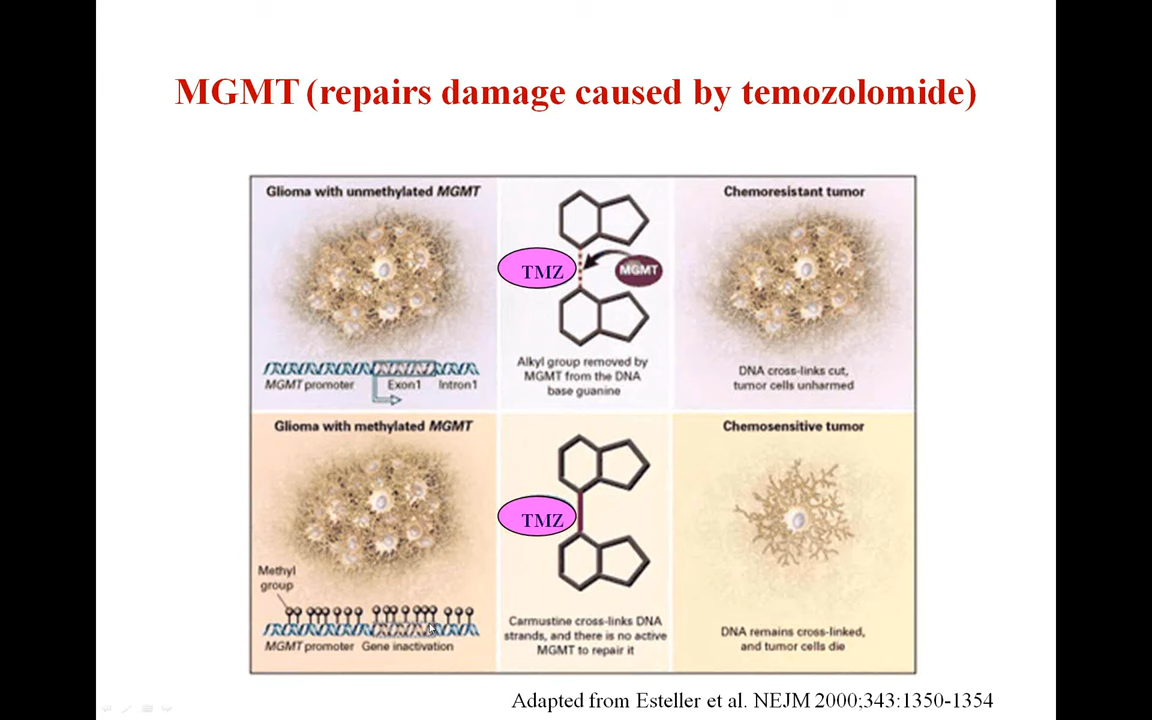 MGMT (repairs damage caused by temozolomide)
Glioma with unmethylated MGMT
Chemoresistant tumor
TMZ
MGMT
MGMT promoter Exon1 Intron1
Alkyl group removed by
MGMT from the DNA
base guanine
DNA cross-links cut,
tumor cells unharmed
Glioma with methylated MGMT
Chemosensitive tumor
TMZ
Methyl
group
MGMT promoter Gene inactivation
Carmustine cross-links DNA
strands, and there is no active
MGMT to repair it
DNA remains cross-linked,
and tumor cells die
Adapted from Esteller et al. NEJM 2000;343:1350-1354